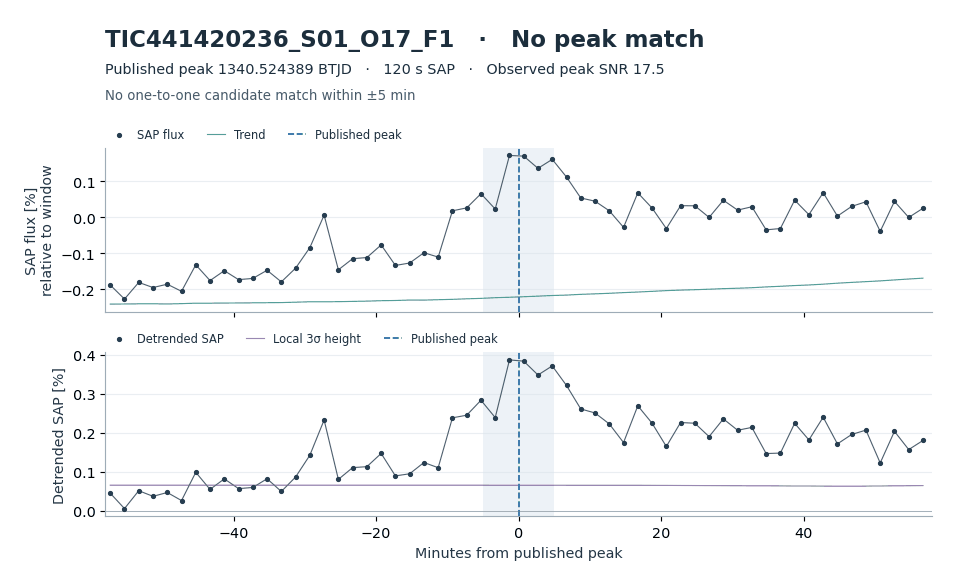 TIC441420236_S01_O17_F1 · No peak match
Published peak 1340.524389 BTJD · 120 s SAP · Observed peak SNR 17.5
No one-to-one candidate match within ±5 min
SAP flux Trend Published peak
SAP flux [%]
relative to window
0.1
0.0
−0.1
−0.2
Detrended SAP Local 3σ height Published peak
Detrended SAP [%]
0.4
0.3
0.2
0.1
0.0
−40 −20 0 20 40
Minutes from published peak